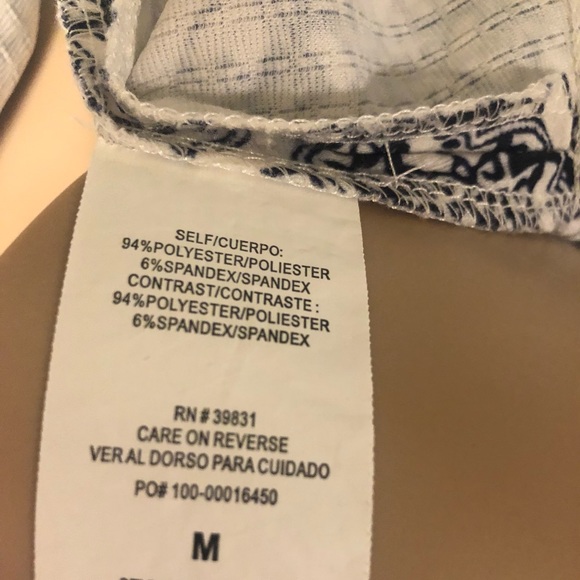 SELF/CUERPO:
94%POLYESTER/POLIESTER
6%SPANDEX/SPANDEX
CONTRAST/CONTRASTE :
94%POLYESTER/POLIESTER
6%SPANDEX/SPANDEX
RN # 39831
CARE ON REVERSE
VER AL DORSO PARA CUIDADO
PO# 100-00016450
M